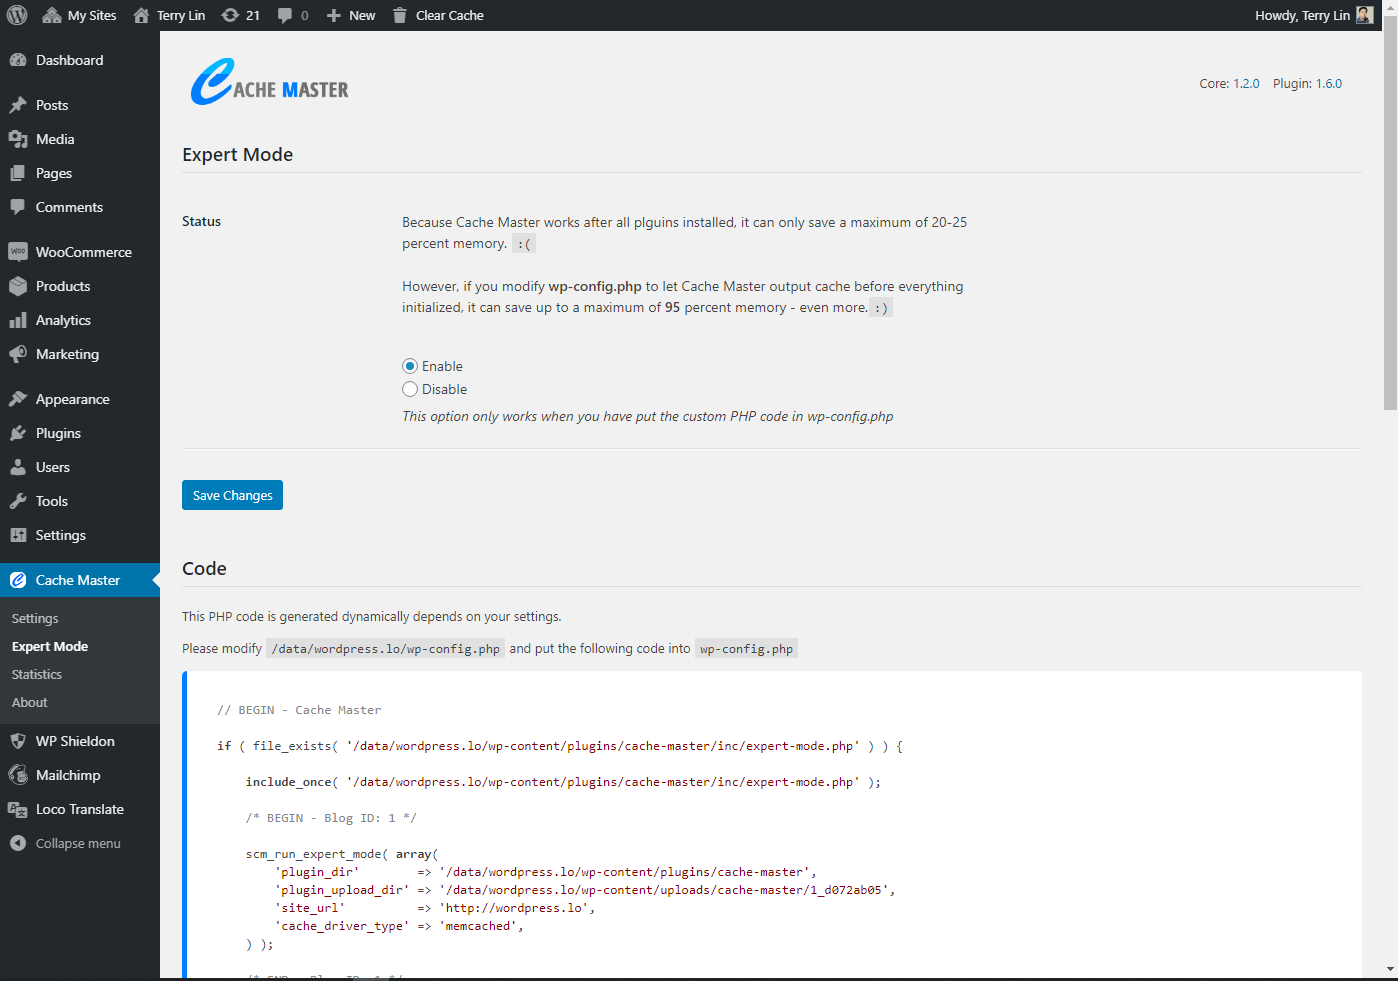 My Sites
Terry Lin
21
0
New
Clear Cache
Howdy, Terry Lin
Dashboard
Posts
Media
Pages
Comments
WooCommerce
Products
Analytics
Marketing
Appearance
Plugins
Users
Tools
Settings
Cache Master
Settings
Expert Mode
Statistics
About
WP Shieldon
Mailchimp
Loco Translate
Collapse menu
CACHE MASTER
Core: 1.2.0 Plugin: 1.6.0
Expert Mode
Status
Because Cache Master works after all plguins installed, it can only save a maximum of 20-25
percent memory. :(
However, if you modify wp-config.php to let Cache Master output cache before everything
initialized, it can save up to a maximum of 95 percent memory - even more. :)
Enable
Disable
This option only works when you have put the custom PHP code in wp-config.php
Save Changes
Code
This PHP code is generated dynamically depends on your settings.
Please modify /data/wordpress.lo/wp-config.php and put the following code into wp-config.php
// BEGIN - Cache Master
if ( file_exists( '/data/wordpress.lo/wp-content/plugins/cache-master/inc/expert-mode.php' ) ) {
include_once( '/data/wordpress.lo/wp-content/plugins/cache-master/inc/expert-mode.php' );
/* BEGIN - Blog ID: 1 */
scm_run_expert_mode( array(
'plugin_dir' => '/data/wordpress.lo/wp-content/plugins/cache-master',
'plugin_upload_dir' => '/data/wordpress.lo/wp-content/uploads/cache-master/1_d072ab05',
'site_url' => 'http://wordpress.lo',
'cache_driver_type' => 'memcached',
) );